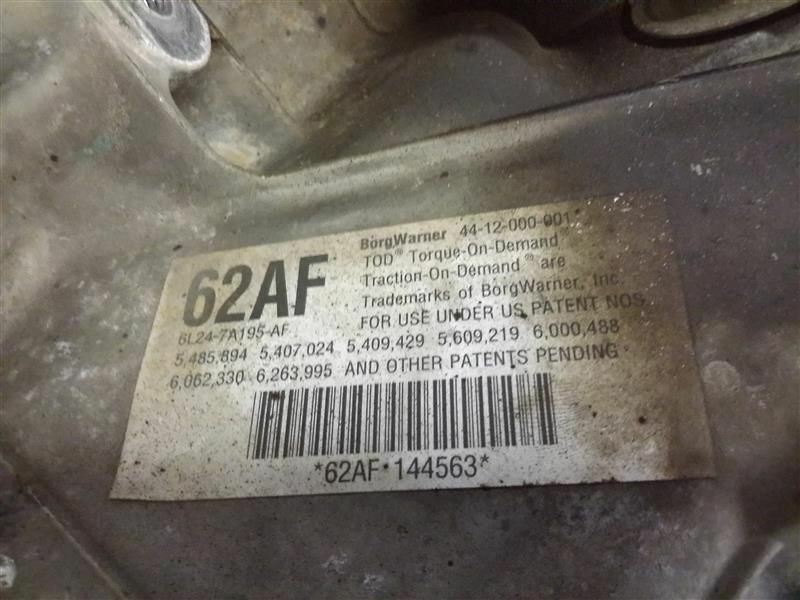 62AF
BorgWarner 44-12-000-001
TOD® Torque-On-Demand®
Traction-On-Demand® are
Trademarks of BorgWarner, Inc.
FOR USE UNDER US PATENT NOS.
6L24-7A195-AF
5,485,894 5,407,024 5,409,429 5,609,219 6,000,488
6,062,330 6,263,995 AND OTHER PATENTS PENDING
*62AF 144563*